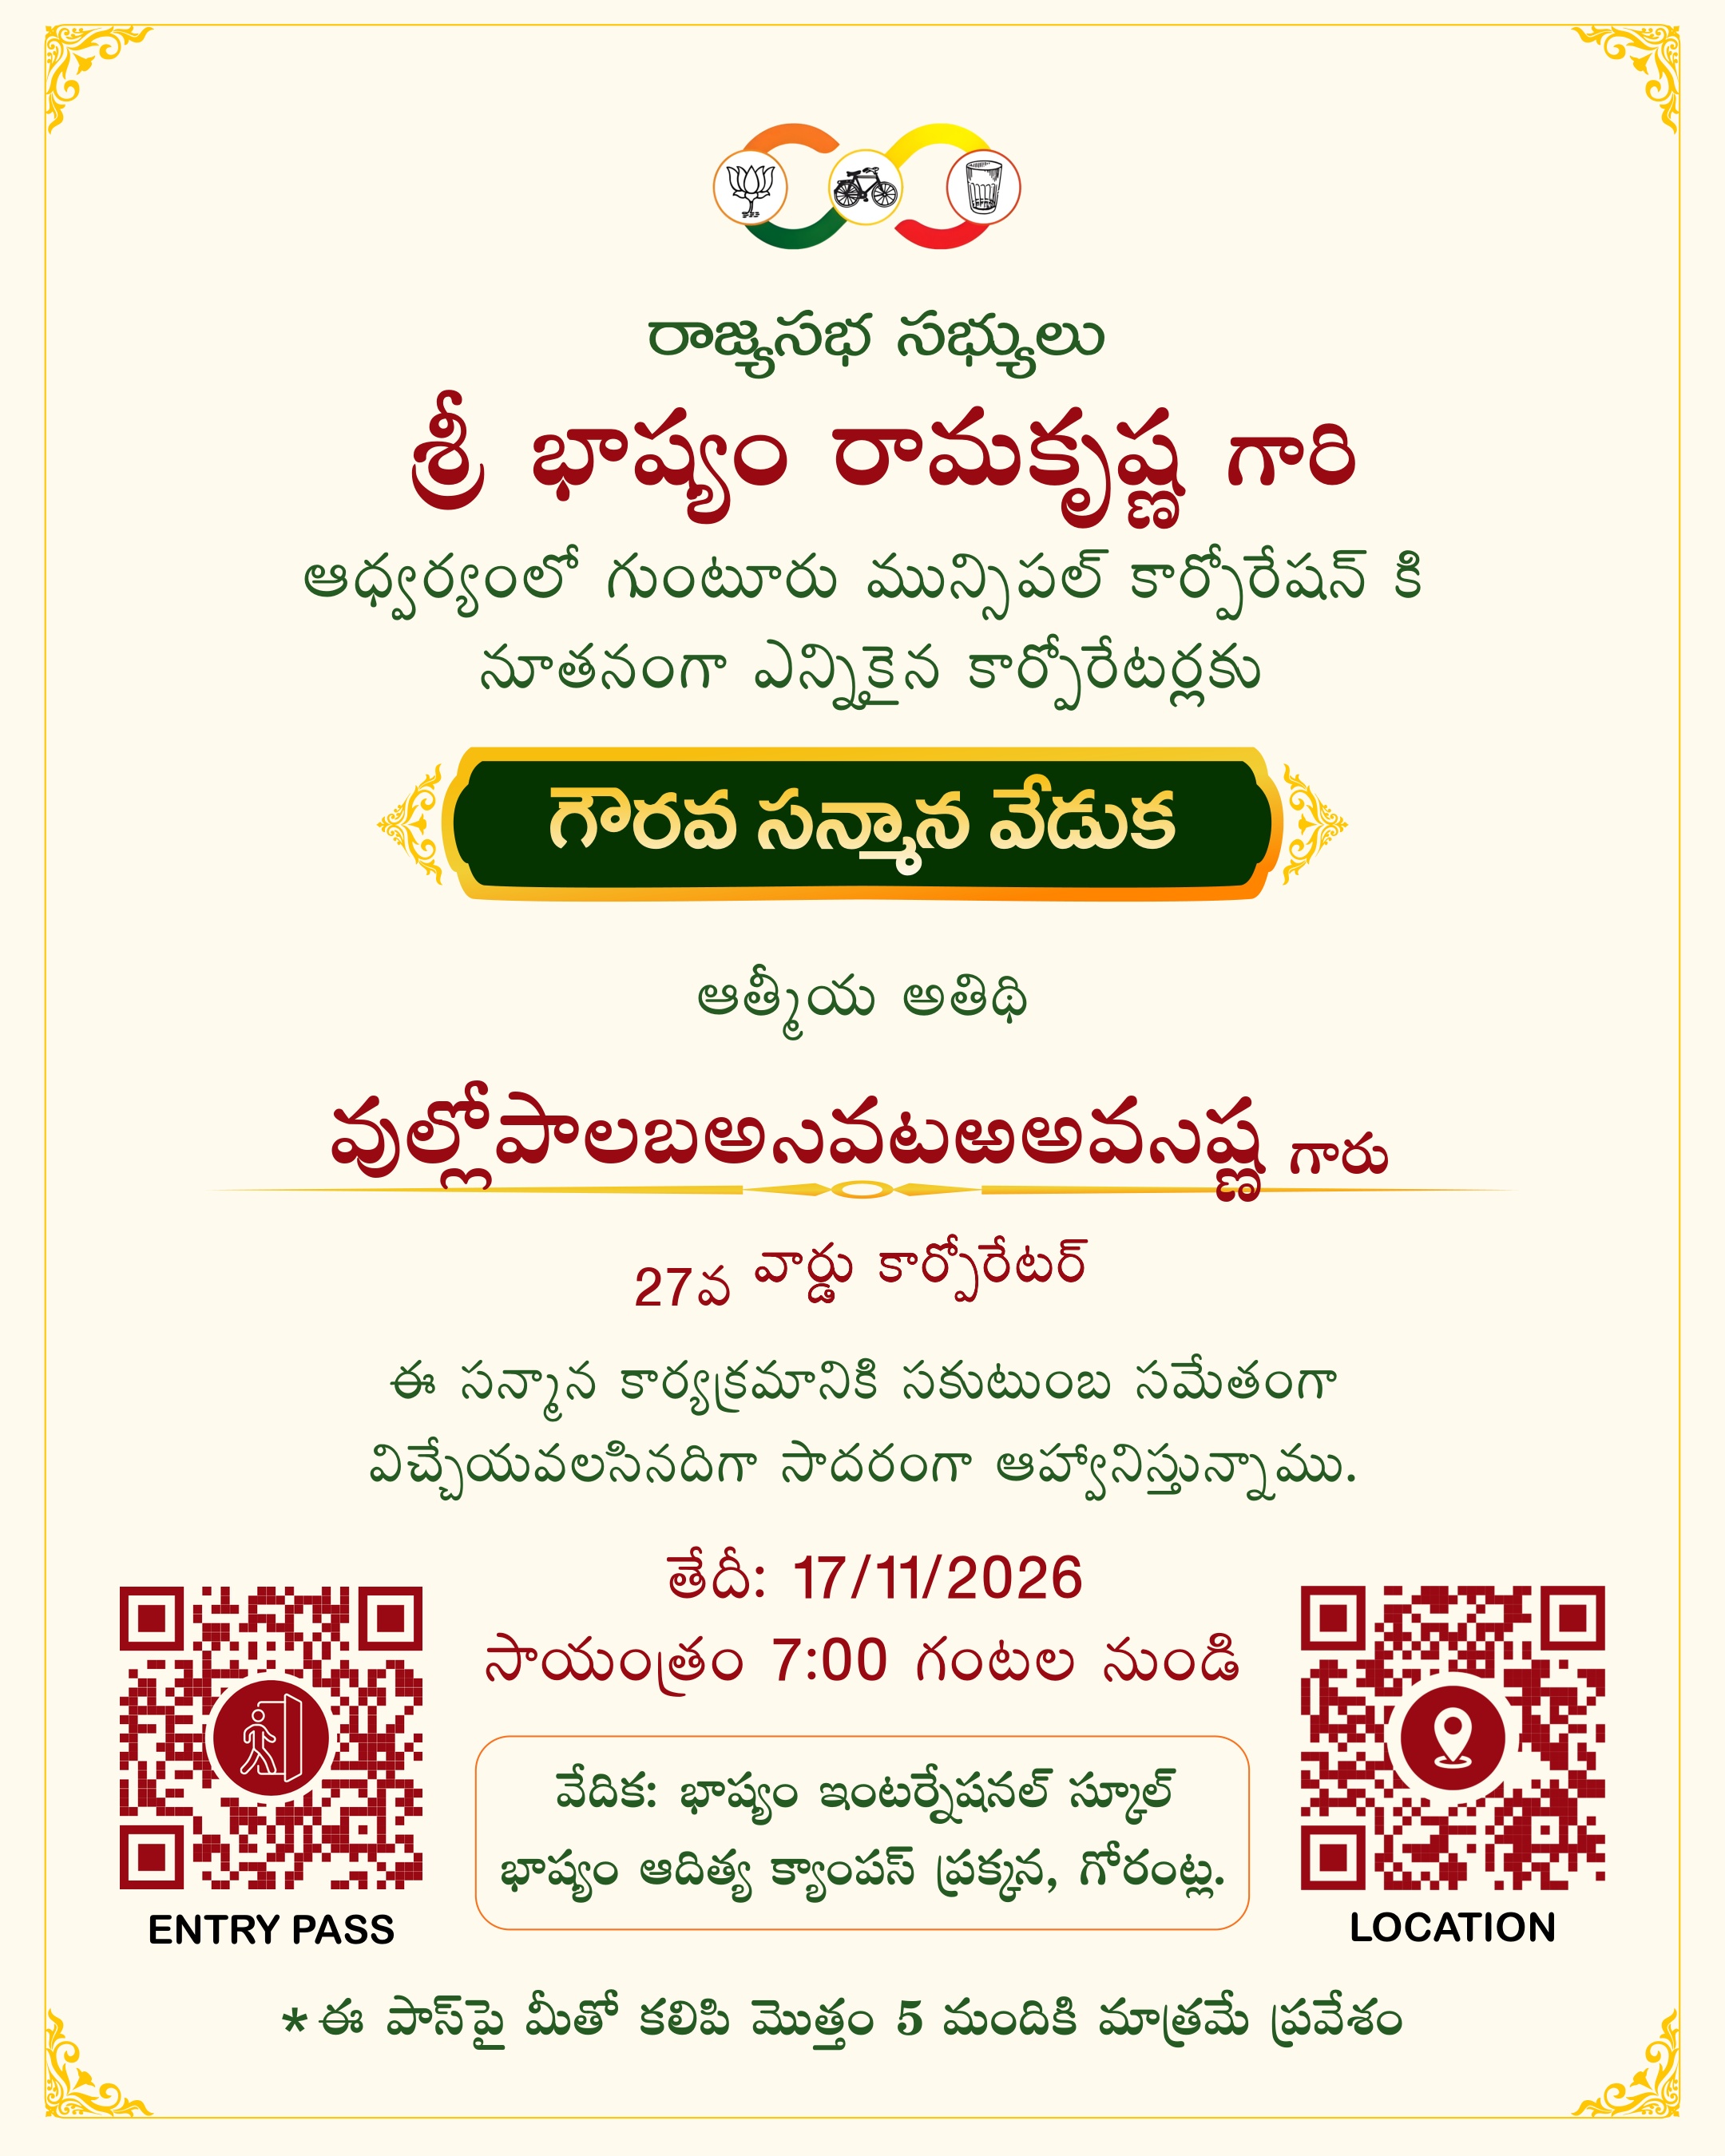 రాజ్యసభ సభ్యులు
శ్రీ భాష్యం రామకృష్ణ గారి
ఆధ్వర్యంలో గుంటూరు మున్సిపల్ కార్పోరేషన్ కి
నూతనంగా ఎన్నికైన కార్పోరేటర్లకు
గౌరవ సన్మాన వేడుక
ఆత్మీయ అతిథి
వుల్లోపాలబఅఎవటఱఅవఎష్ణ గారు
27వ వార్డు కార్పోరేటర్
ఈ సన్మాన కార్యక్రమానికి సకుటుంబ సమేతంగా
విచ్చేయవలసినదిగా సాదరంగా ఆహ్వానిస్తున్నాము.
తేదీ: 17/11/2026
సాయంత్రం 7:00 గంటల నుండి
వేదిక: భాష్యం ఇంటర్నేషనల్ స్కూల్
భాష్యం ఆదిత్య క్యాంపస్ ప్రక్కన, గోరంట్ల.
ENTRY PASS
LOCATION
* ఈ పాస్‌పై మీతో కలిపి మొత్తం 5 మందికి మాత్రమే ప్రవేశం